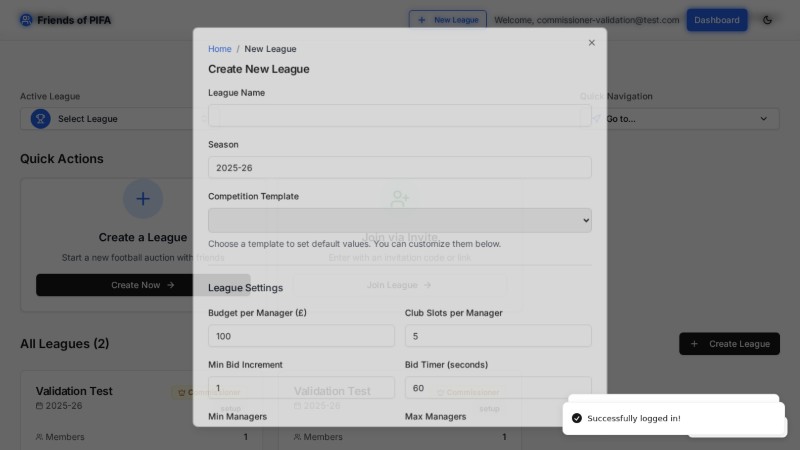 Friends of PIFA
New League
Welcome, commissioner-validation@test.com
Dashboard
Home / New League
Create New League
League Name
Active League
Quick Navigation
Select League
Go to...
Season
2025-26
Quick Actions
Competition Template
Choose a template to set default values. You can customize them below.
Create a League
Join via Invite
Start a new football auction with friends
Enter with an invitation code or link
Create Now
Join League
League Settings
Budget per Manager (£)
Club Slots per Manager
100
5
All Leagues (2)
Create League
Min Bid Increment
Bid Timer (seconds)
1
60
Validation Test
Commissioner
Validation Test
Commissioner
2025-26
setup
2025-26
setup
Min Managers
Max Managers
Members
1
Members
1
Successfully logged in!